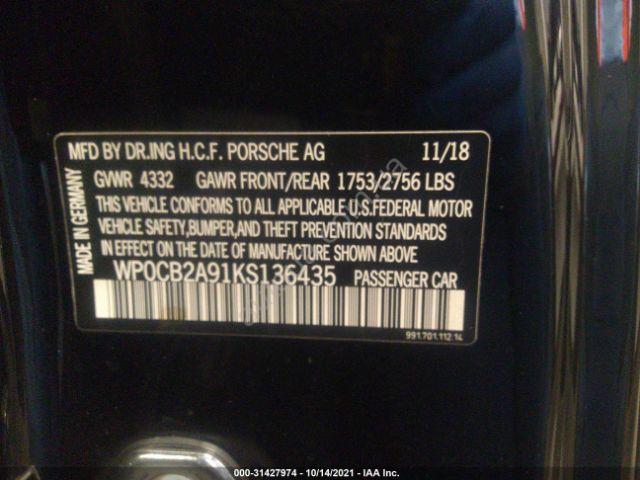 MFD BY DR.ING H.C.F. PORSCHE AG 11/18
GVWR 4332 GAWR FRONT/REAR 1753/2756 LBS
THIS VEHICLE CONFORMS TO ALL APPLICABLE U.S.FEDERAL MOTOR
VEHICLE SAFETY,BUMPER,AND THEFT PREVENTION STANDARDS
IN EFFECT ON THE DATE OF MANUFACTURE SHOWN ABOVE
WP0CB2A91KS136435 PASSENGER CAR
MADE IN GERMANY
991.701.112.14
000-31427974 | 10/14/2021 - IAA Inc.